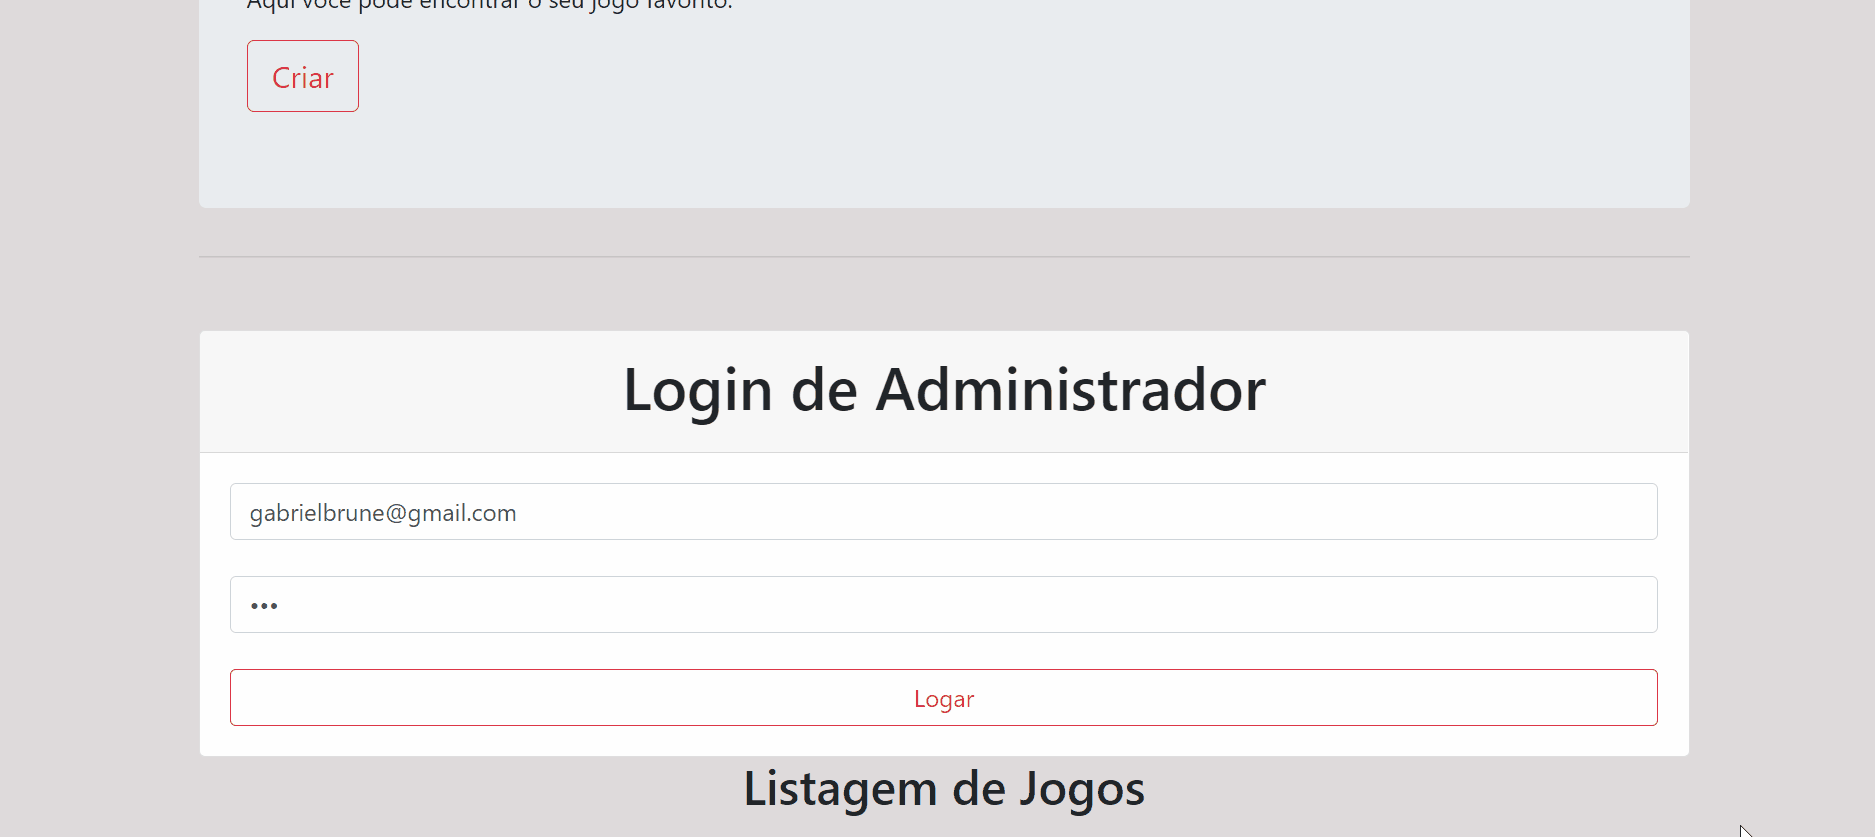 Aqui você pode encontrar o seu jogo favorito.
Criar
Login de Administrador
gabrielbrune@gmail.com
•••
Logar
Listagem de Jogos